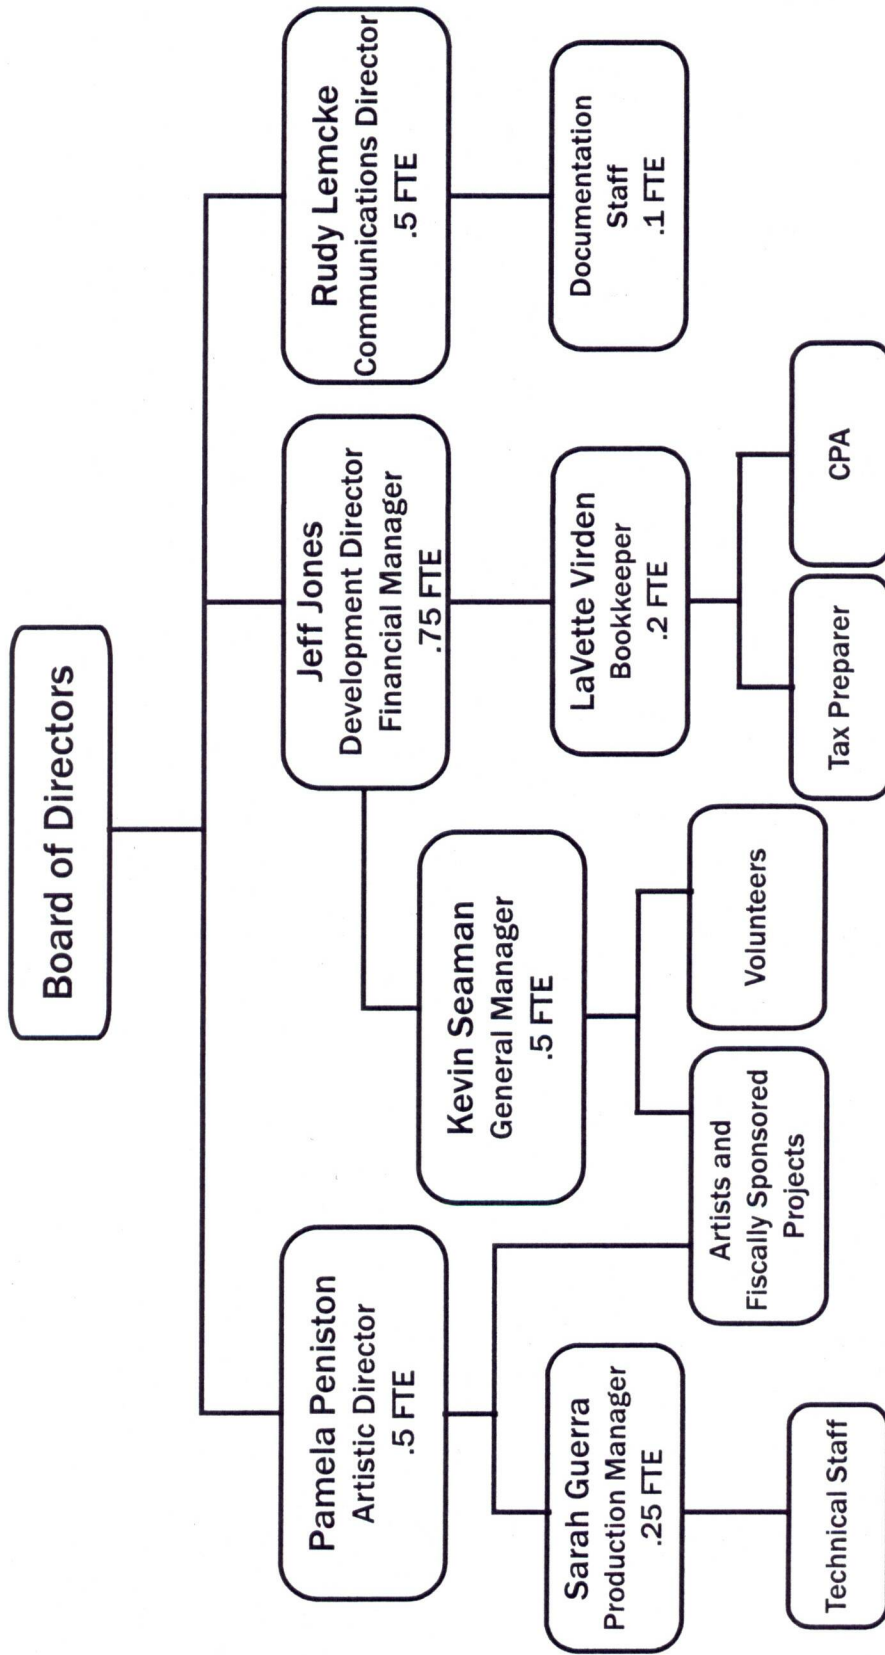 Board of Directors
Pamela Peniston
Artistic Director
.5 FTE
Jeff Jones
Development Director
Financial Manager
.75 FTE
Rudy Lemcke
Communications Director
.5 FTE
Kevin Seaman
General Manager
.5 FTE
Sarah Guerra
Production Manager
.25 FTE
LaVette Virden
Bookkeeper
.2 FTE
Documentation
Staff
.1 FTE
Artists and
Fiscally Sponsored
Projects
Volunteers
Technical Staff
Tax Preparer
CPA